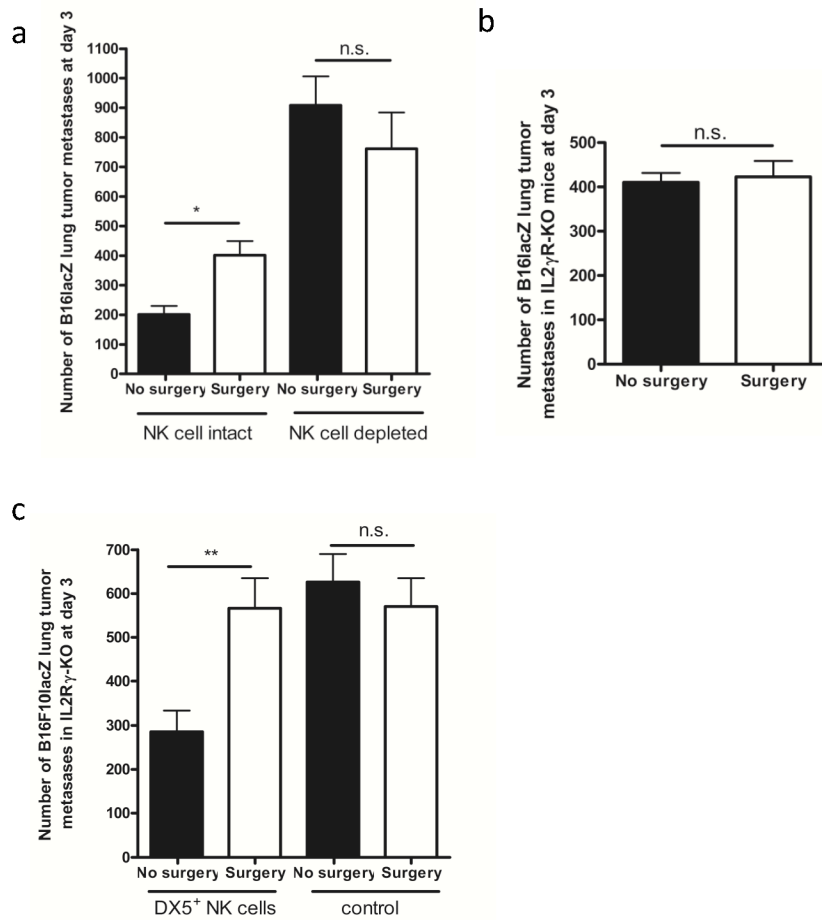 a
Number of B16lacZ lung tumor metastases at day 3
1100
1000
900
800
700
600
500
400
300
200
100
0
*
n.s.
No surgery
Surgery
No surgery
Surgery
NK cell intact
NK cell depleted
b
Number of B16lacZ lung tumor
metastases in IL2γR-KO mice at day 3
500
400
300
200
100
0
n.s.
No surgery
Surgery
c
Number of B16F10lacZ lung tumor
metasases in IL2Rγ-KO at day 3
700
600
500
400
300
200
100
0
**
n.s.
No surgery
Surgery
No surgery
Surgery
DX5⁺ NK cells
control